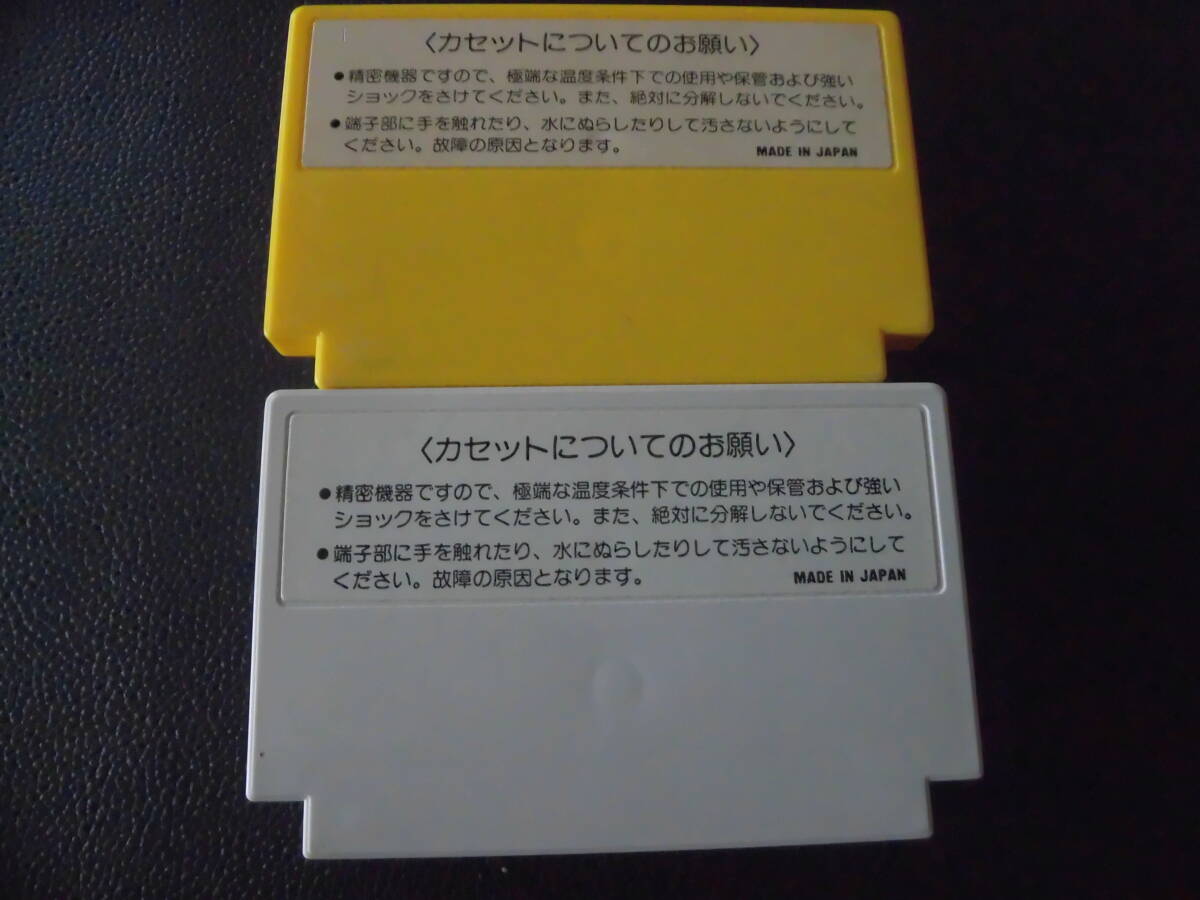 〈カセットについてのお願い〉
●精密機器ですので、極端な温度条件下での使用や保管および強い
ショックをさけてください。また、絶対に分解しないでください。
●端子部に手を触れたり、水にぬらしたりして汚さないようにして
ください。故障の原因となります。 MADE IN JAPAN
〈カセットについてのお願い〉
●精密機器ですので、極端な温度条件下での使用や保管および強い
ショックをさけてください。また、絶対に分解しないでください。
●端子部に手を触れたり、水にぬらしたりして汚さないようにして
ください。故障の原因となります。 MADE IN JAPAN